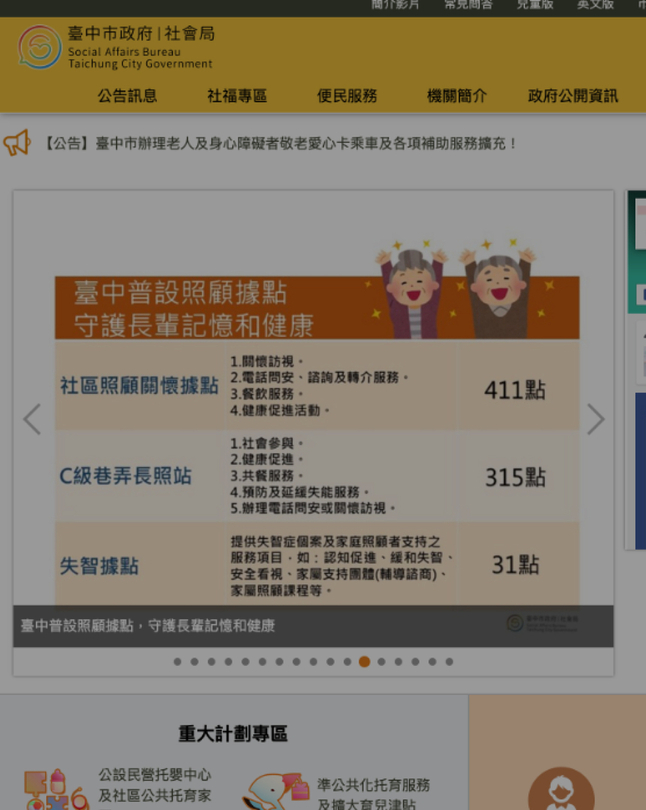 簡介影片 常見問答 兒童版 英文版
臺中市政府|社會局
Social Affairs Bureau
Taichung City Government
公告訊息 社福專區 便民服務 機關簡介 政府公開資訊
【公告】臺中市辦理老人及身心障礙者敬老愛心卡乘車及各項補助服務擴充！
臺中普設照顧據點
守護長輩記憶和健康
社區照顧關懷據點
1.關懷訪視。
2.電話問安、諮詢及轉介服務。
3.餐飲服務。
4.健康促進活動。
411點
C級巷弄長照站
1.社會參與。
2.健康促進。
3.共餐服務。
4.預防及延緩失能服務。
5.辦理電話問安或關懷訪視。
315點
失智據點
提供失智症個案及家庭照顧者支持之
服務項目，如：認知促進、緩和失智、
安全看視、家屬支持團體(輔導諮商)、
家屬照顧課程等。
31點
臺中普設照顧據點，守護長輩記憶和健康
重大計劃專區
公設民營托嬰中心
及社區公共托育家
準公共化托育服務
及擴大育兒津貼